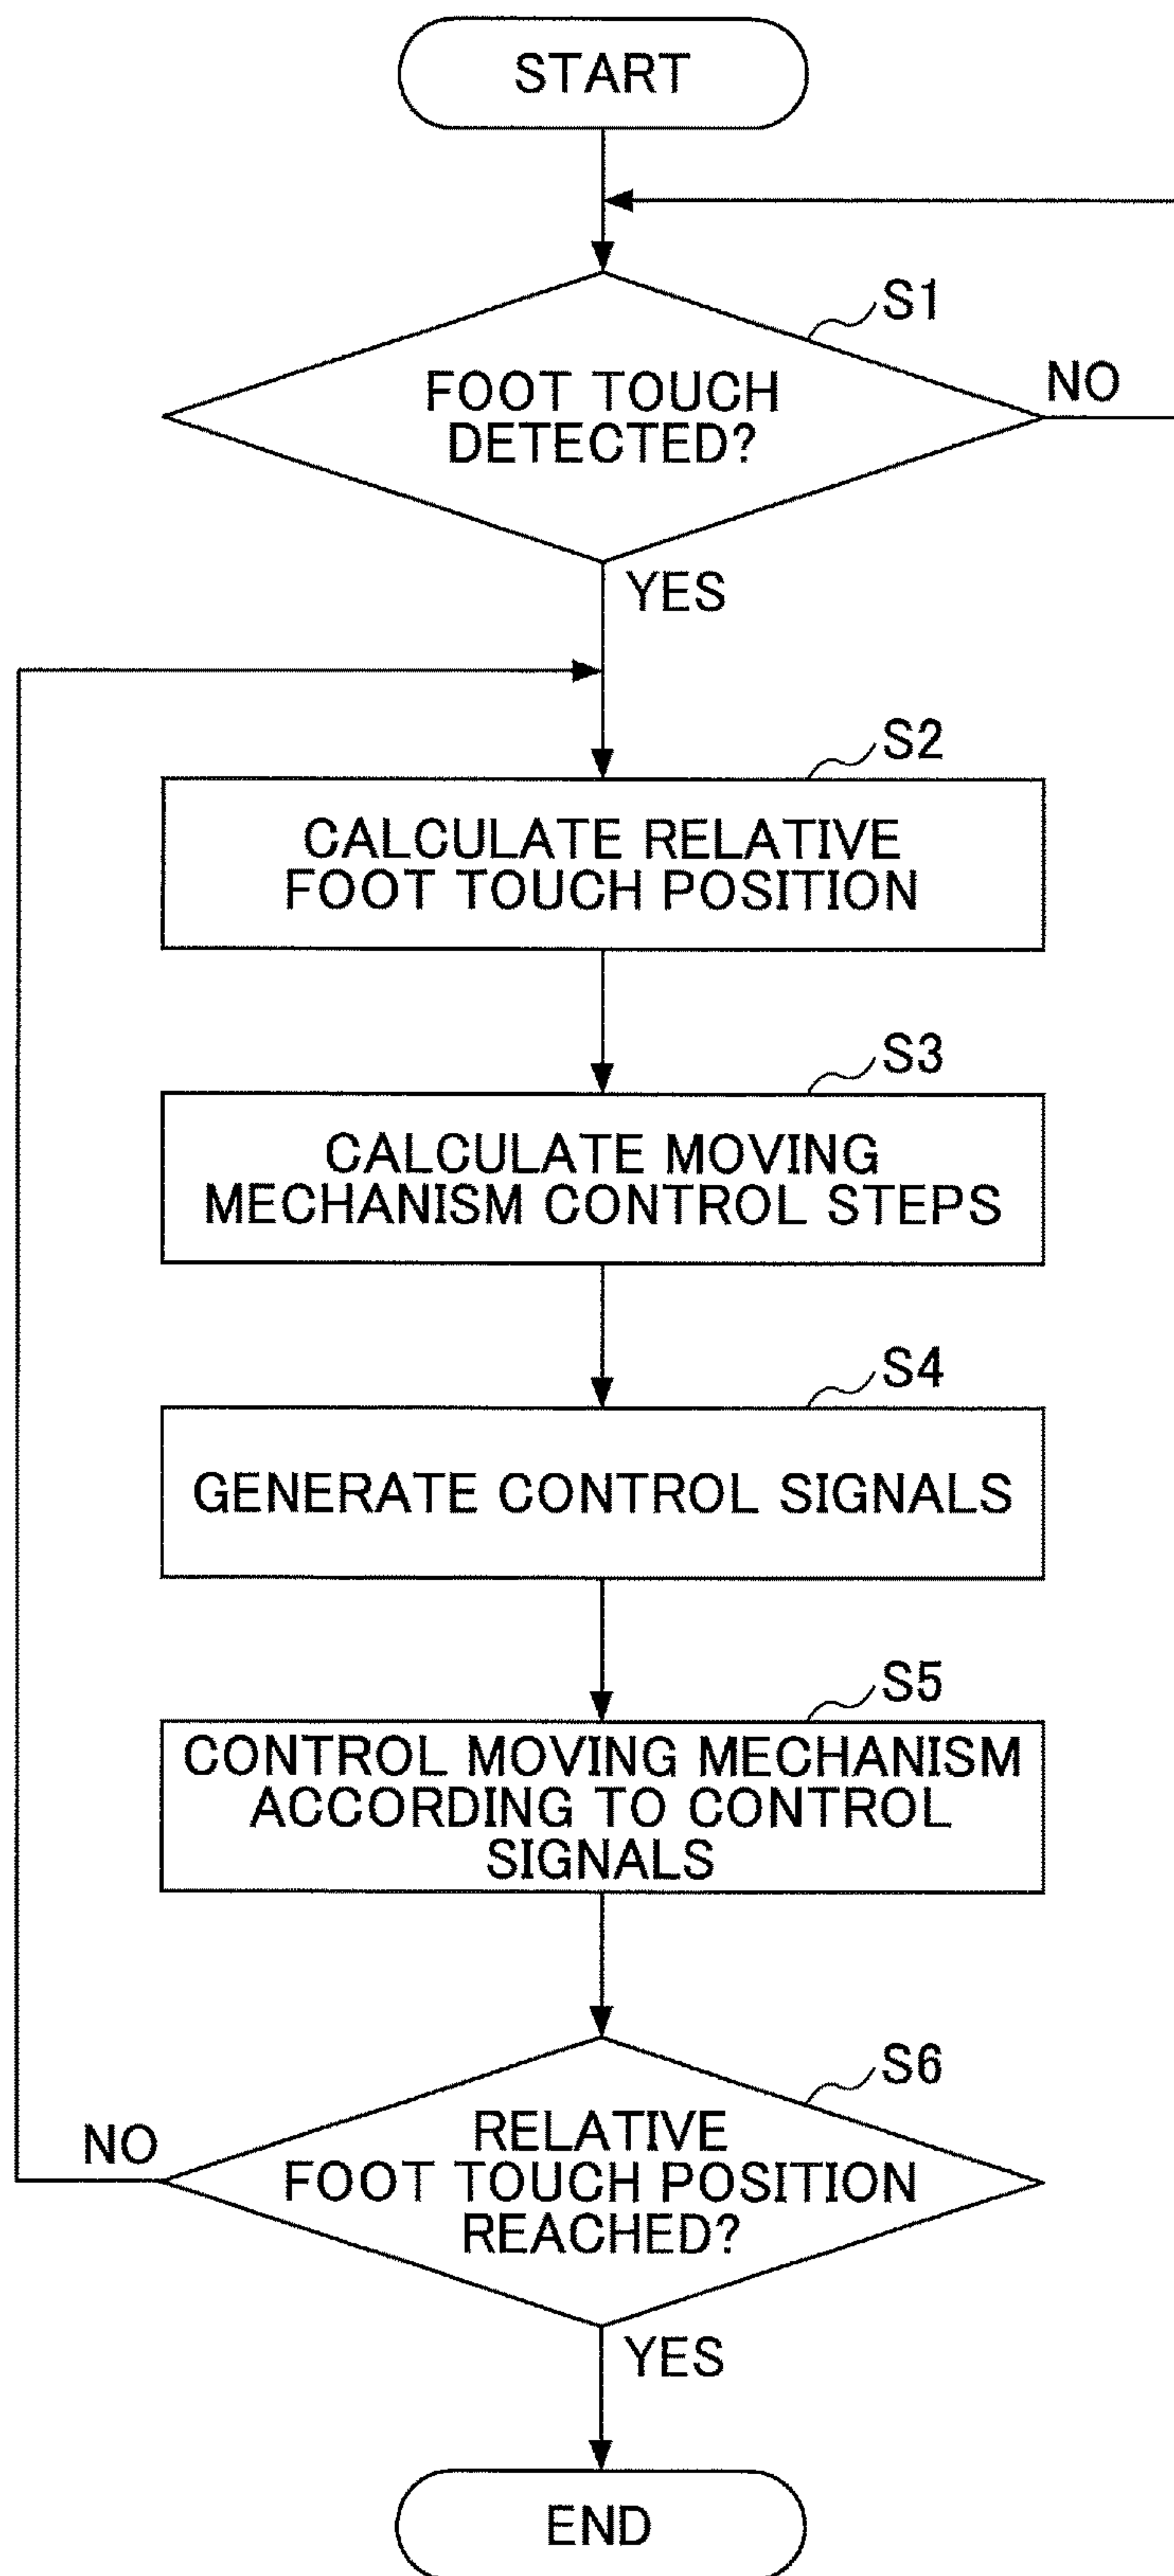 START
S1
FOOT TOUCH
DETECTED?
NO
YES
S2
CALCULATE RELATIVE
FOOT TOUCH POSITION
S3
CALCULATE MOVING
MECHANISM CONTROL STEPS
S4
GENERATE CONTROL SIGNALS
S5
CONTROL MOVING MECHANISM
ACCORDING TO CONTROL
SIGNALS
S6
RELATIVE
FOOT TOUCH POSITION
REACHED?
NO
YES
END